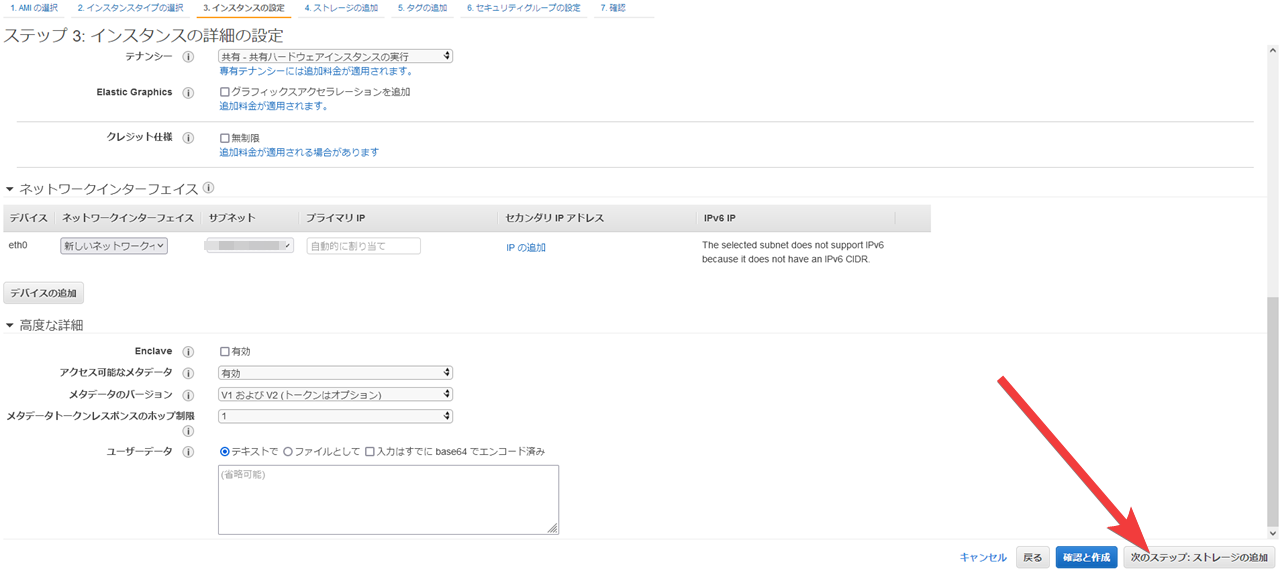 1. AMI の選択 2. インスタンスタイプの選択 3. インスタンスの設定 4. ストレージの追加 5. タグの追加 6. セキュリティグループの設定 7. 確認
ステップ 3: インスタンスの詳細の設定
テナンシー 共有 - 共有ハードウェアインスタンスの実行
専有テナンシーには追加料金が適用されます。
Elastic Graphics グラフィックスアクセラレーションを追加
追加料金が適用されます。
クレジット仕様 無制限
追加料金が適用される場合があります
ネットワークインターフェイス
デバイス ネットワークインターフェイス サブネット プライマリ IP セカンダリ IP アドレス IPv6 IP
eth0 新しいネットワークイ 自動的に割り当て IP の追加 The selected subnet does not support IPv6
because it does not have an IPv6 CIDR.
デバイスの追加
高度な詳細
Enclave 有効
アクセス可能なメタデータ 有効
メタデータのバージョン V1 および V2 (トークンはオプション)
メタデータトークンレスポンスのホップ制限 1
ユーザーデータ テキストで ファイルとして 入力はすでに base64 でエンコード済み
(省略可能)
キャンセル 戻る 確認と作成 次のステップ: ストレージの追加